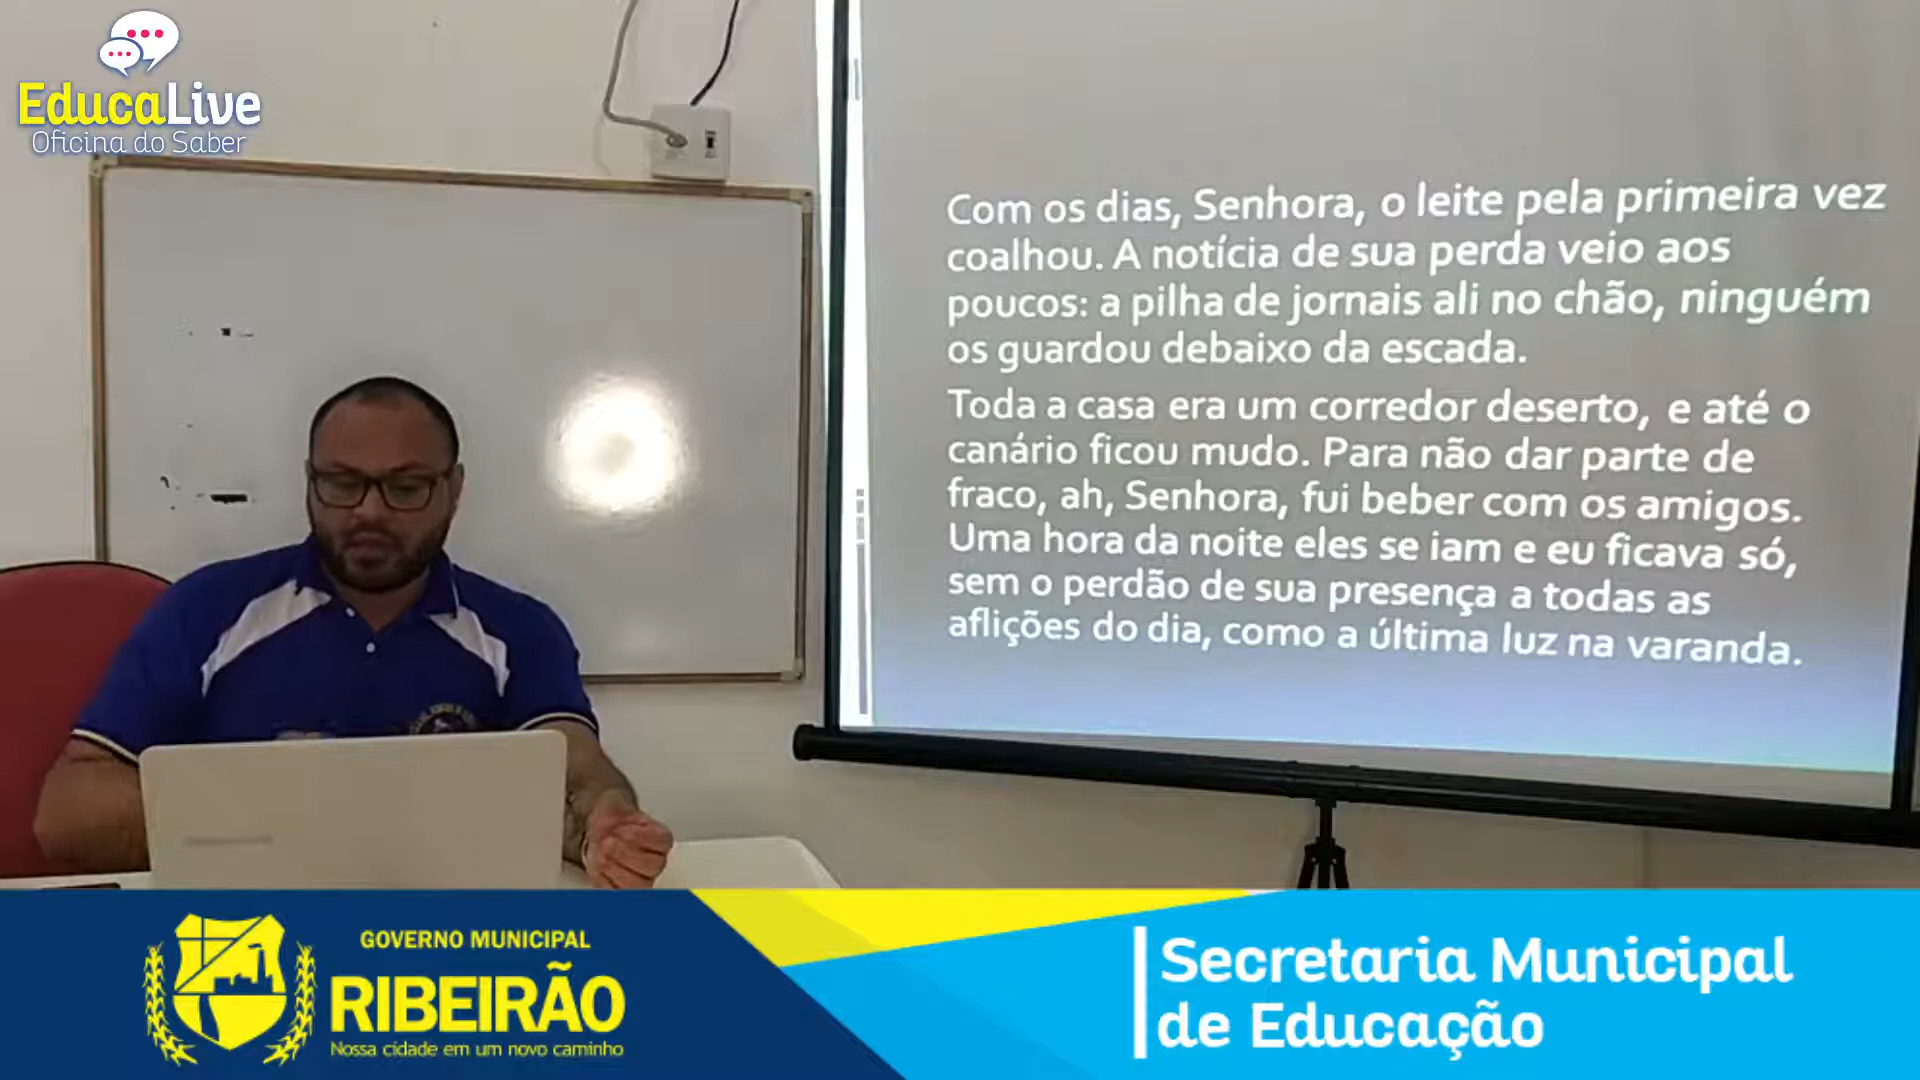 EducaLive
Oficina do Saber
Com os dias, Senhora, o leite pela primeira vez
coalhou. A notícia de sua perda veio aos
poucos: a pilha de jornais ali no chão, ninguém
os guardou debaixo da escada.
Toda a casa era um corredor deserto, e até o
canário ficou mudo. Para não dar parte de
fraco, ah, Senhora, fui beber com os amigos.
Uma hora da noite eles se iam e eu ficava só,
sem o perdão de sua presença a todas as
aflições do dia, como a última luz na varanda.
GOVERNO MUNICIPAL
RIBEIRÃO
Nossa cidade em um novo caminho
Secretaria Municipal
de Educação